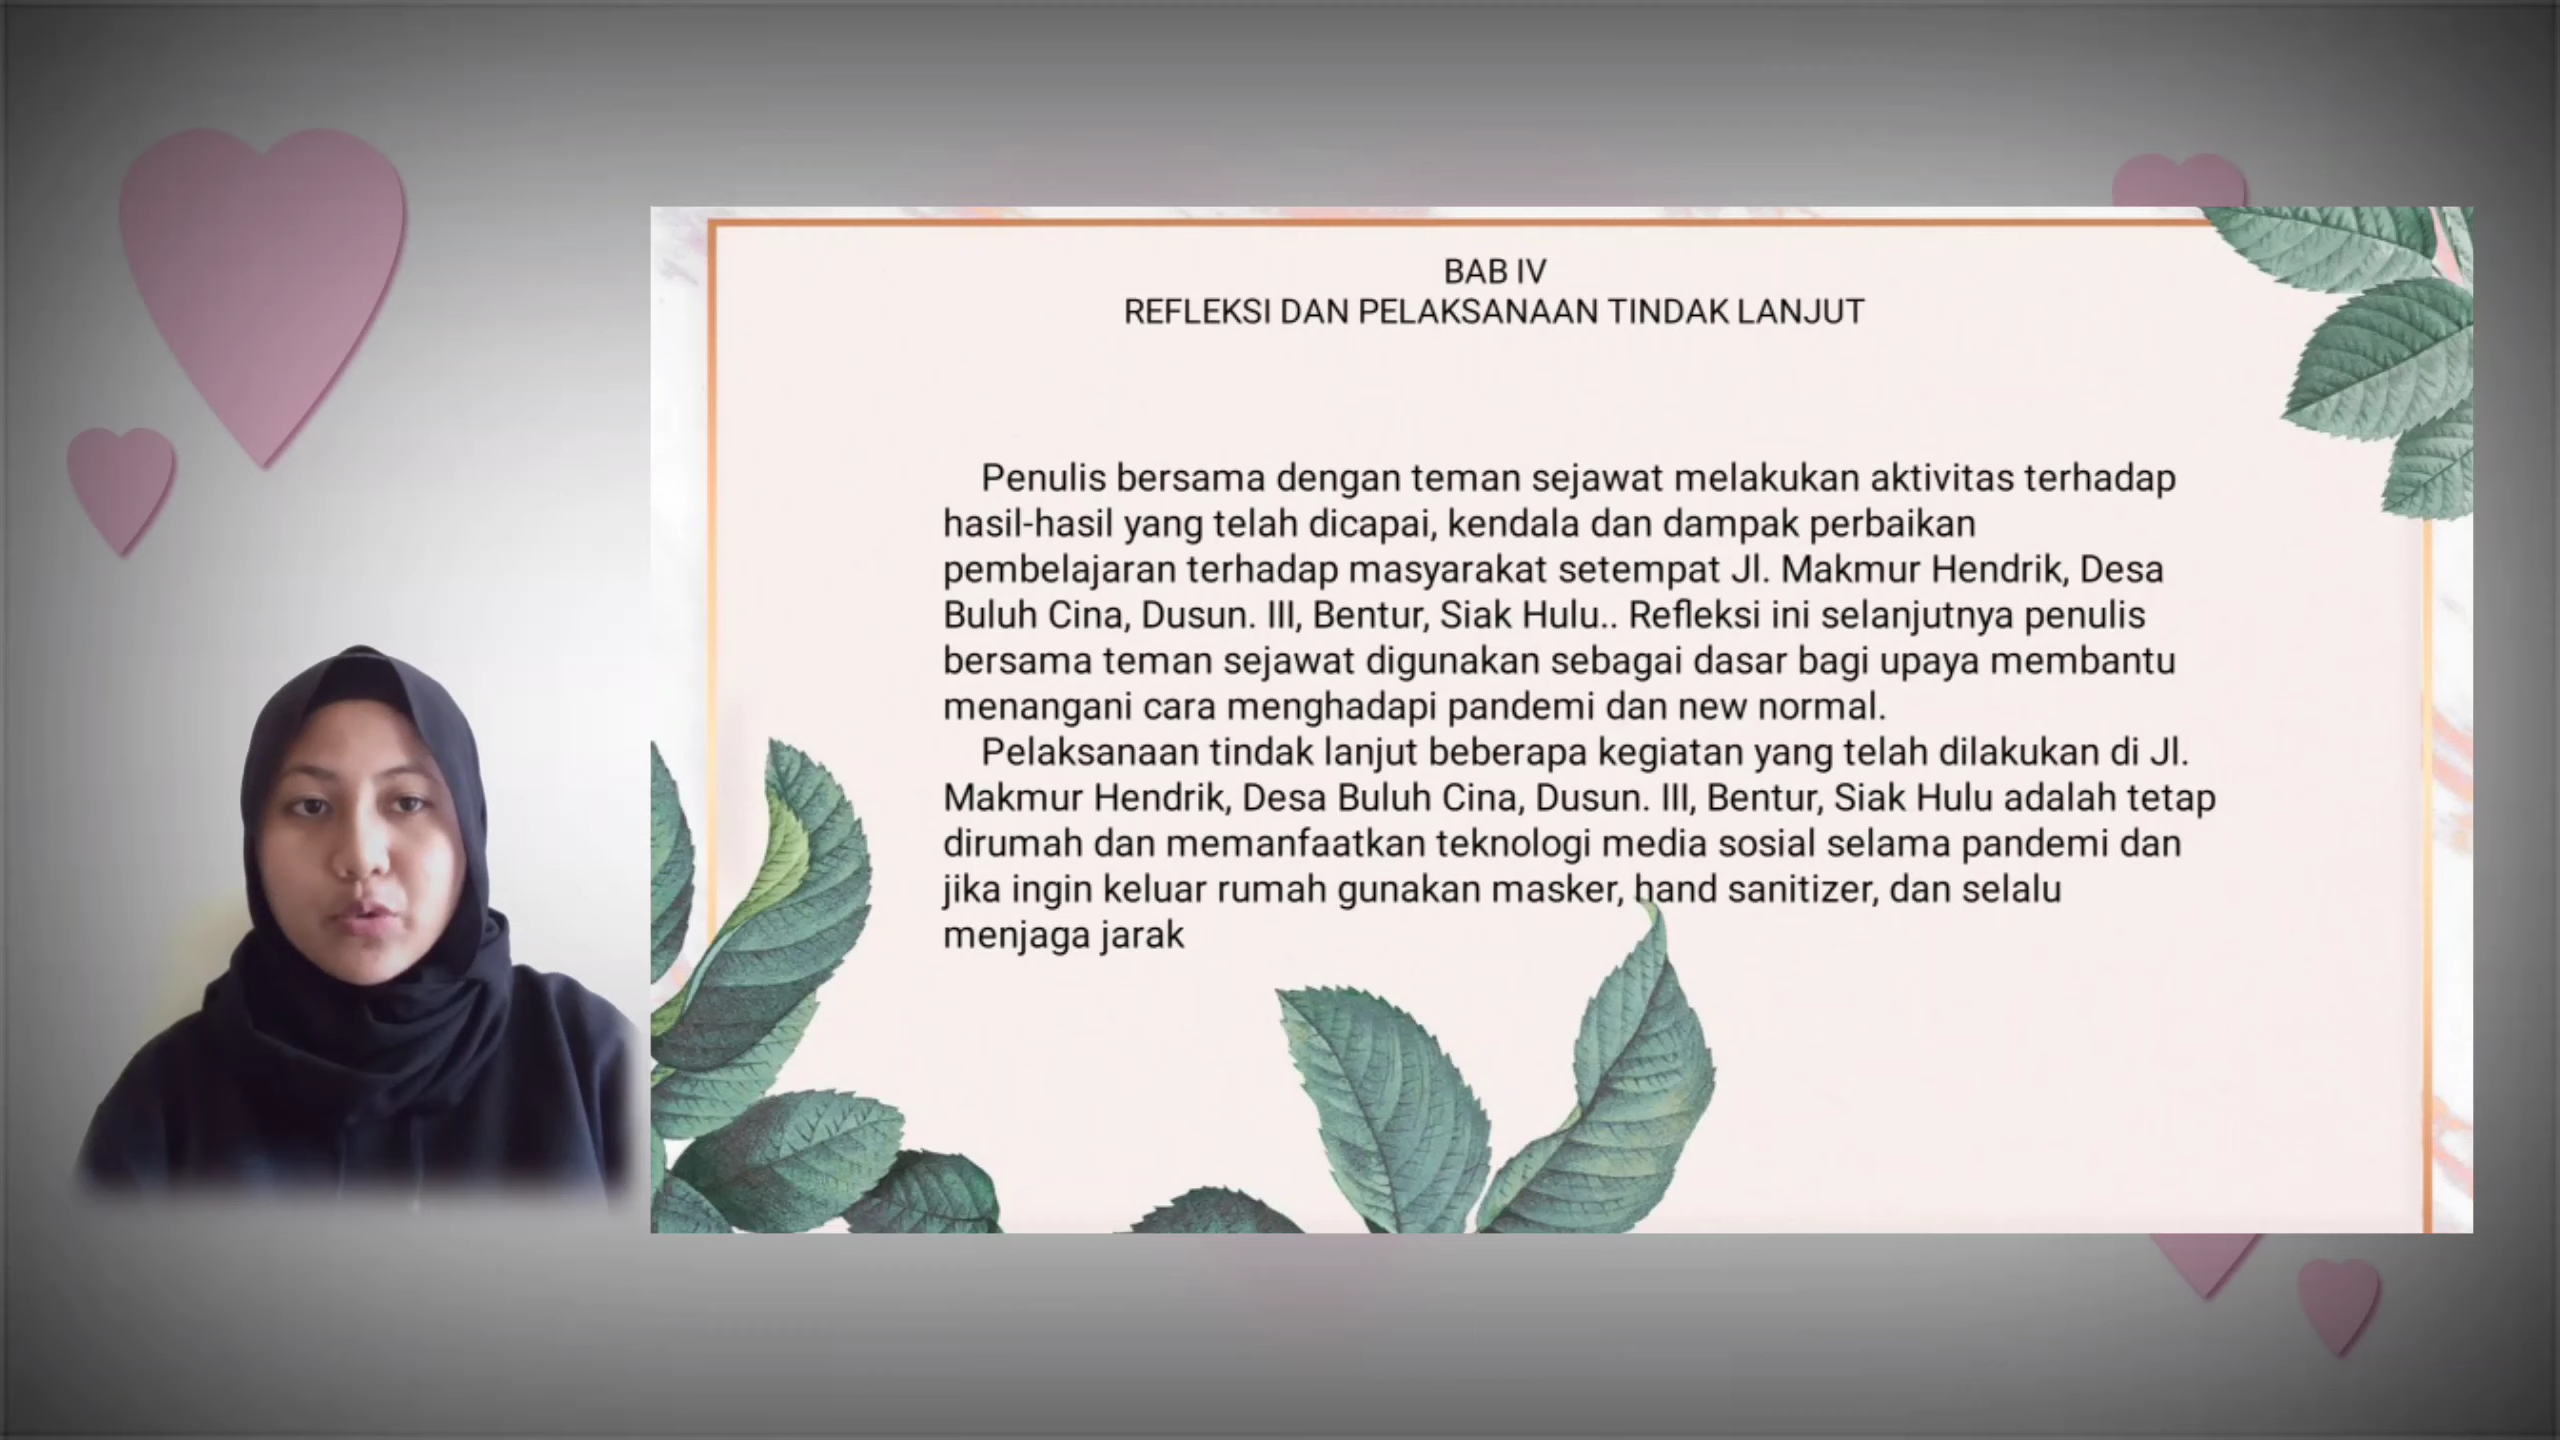 BAB IV
REFLEKSI DAN PELAKSANAAN TINDAK LANJUT
Penulis bersama dengan teman sejawat melakukan aktivitas terhadap
hasil-hasil yang telah dicapai, kendala dan dampak perbaikan
pembelajaran terhadap masyarakat setempat Jl. Makmur Hendrik, Desa
Buluh Cina, Dusun. III, Bentur, Siak Hulu.. Refleksi ini selanjutnya penulis
bersama teman sejawat digunakan sebagai dasar bagi upaya membantu
menangani cara menghadapi pandemi dan new normal.
Pelaksanaan tindak lanjut beberapa kegiatan yang telah dilakukan di Jl.
Makmur Hendrik, Desa Buluh Cina, Dusun. III, Bentur, Siak Hulu adalah tetap
dirumah dan memanfaatkan teknologi media sosial selama pandemi dan
jika ingin keluar rumah gunakan masker, hand sanitizer, dan selalu
menjaga jarak